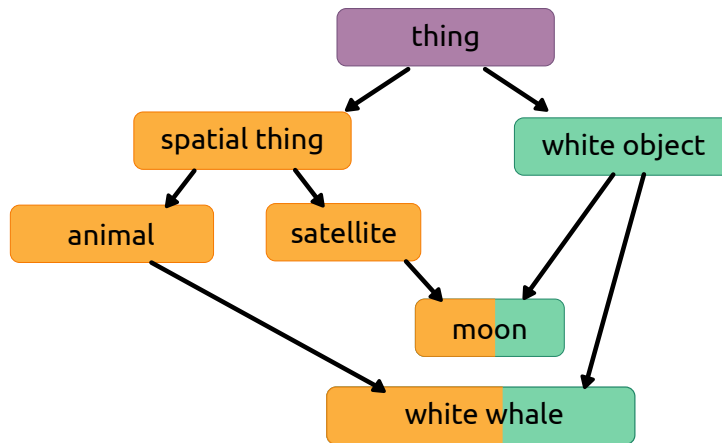 thing
spatial thing
white object
animal
satellite
moon
white whale